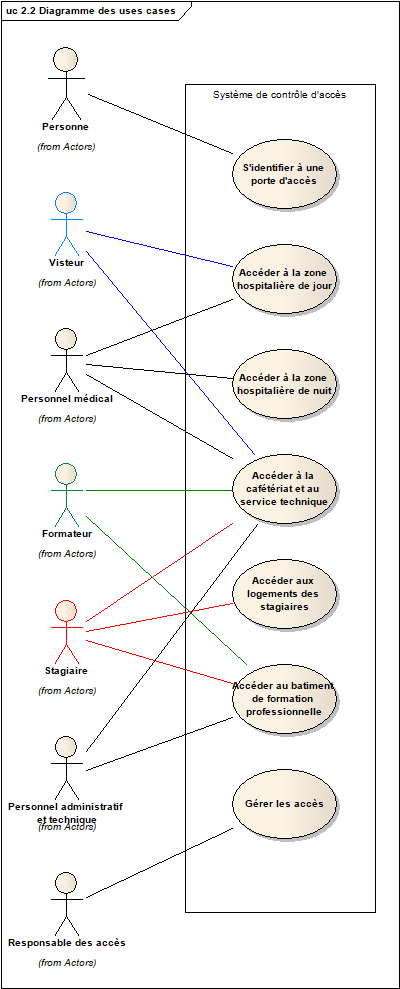 uc 2.2 Diagramme des uses cases
Système de contrôle d'accès
Personne
(from Actors)
S'identifier à une
porte d'accès
Visteur
(from Actors)
Accéder à la zone
hospitalière de jour
Personnel médical
(from Actors)
Accéder à la zone
hospitalière de nuit
Formateur
(from Actors)
Accéder à la
cafétériat et au
service technique
Stagiaire
(from Actors)
Accéder aux
logements des
stagiaires
Accéder au batiment
de formation
professionnelle
Personnel administratif
et technique
(from Actors)
Gérer les accès
Responsable des accès
(from Actors)